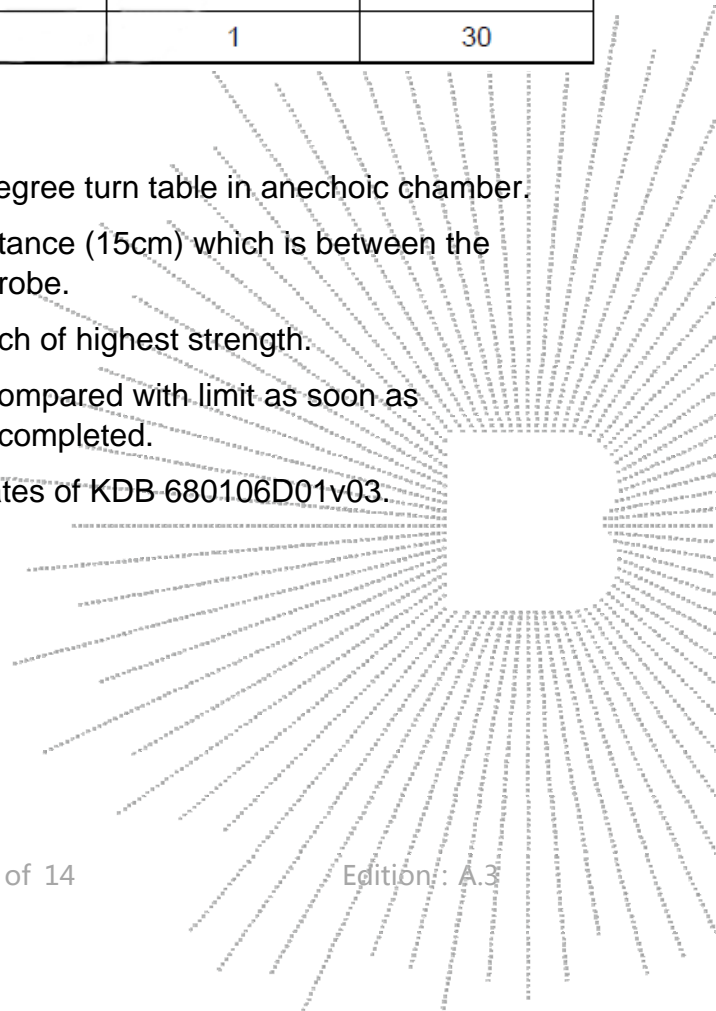 1 30
egree turn table in anechoic chamber.
tance (15cm) which is between the
robe.
ch of highest strength.
ompared with limit as soon as
completed.
ates of KDB 680106D01v03.
of 14 Edition : A.3